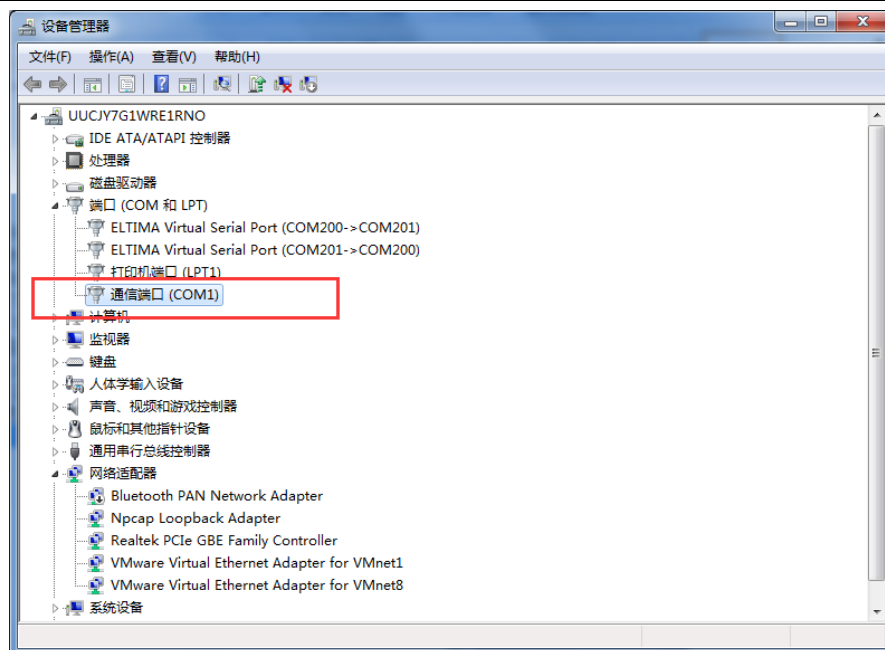 设备管理器
文件(F) 操作(A) 查看(V) 帮助(H)
UUCJY7G1WRE1RNO
IDE ATA/ATAPI 控制器
处理器
磁盘驱动器
端口 (COM 和 LPT)
ELTIMA Virtual Serial Port (COM200->COM201)
ELTIMA Virtual Serial Port (COM201->COM200)
打印机端口 (LPT1)
通信端口 (COM1)
计算机
监视器
键盘
人体学输入设备
声音、视频和游戏控制器
鼠标和其他指针设备
通用串行总线控制器
网络适配器
Bluetooth PAN Network Adapter
Npcap Loopback Adapter
Realtek PCIe GBE Family Controller
VMware Virtual Ethernet Adapter for VMnet1
VMware Virtual Ethernet Adapter for VMnet8
系统设备